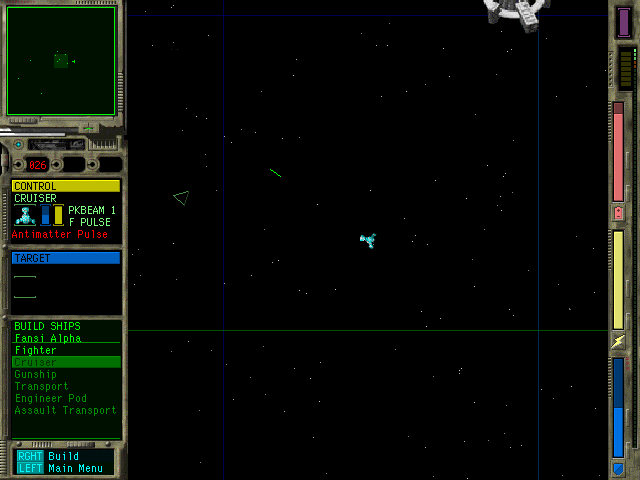 026
CONTROL
CRUISER
PKBEAM 1
F PULSE
Antimatter Pulse
TARGET
BUILD SHIPS
Fansi Alpha
Fighter
Cruiser
Gunship
Transport
Engineer Pod
Assault Transport
RGHT Build
LEFT Main Menu